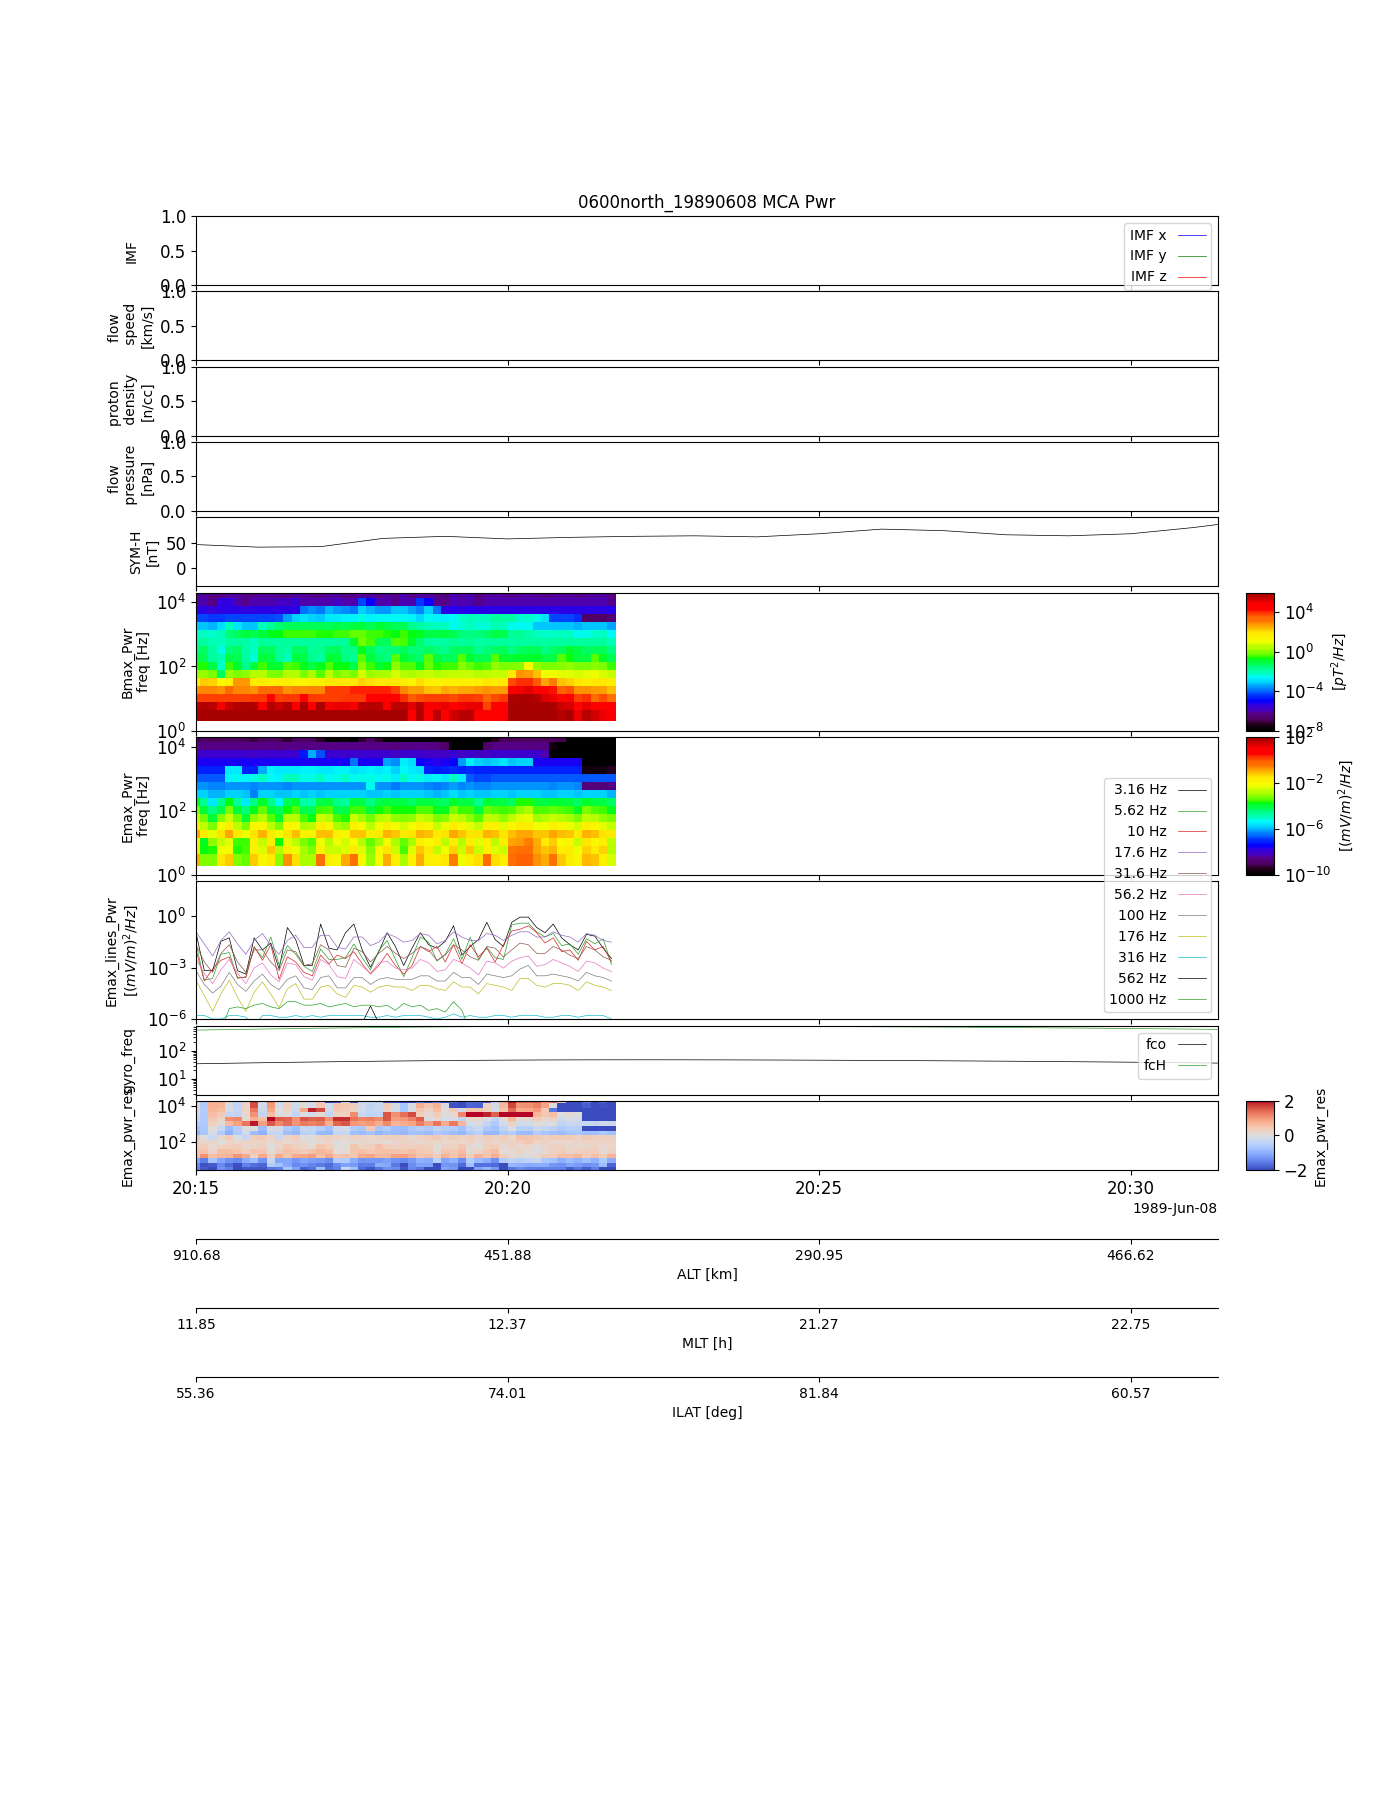 0600north_19890608 MCA Pwr
1.0
0.5
0.0
IMF
IMF x
IMF y
IMF z
1.0
0.5
0.0
flow
speed
[km/s]
1.0
0.5
0.0
proton
density
[n/cc]
1.0
0.5
0.0
flow
pressure
[nPa]
50
0
SYM-H
[nT]
10^4
10^2
10^0
Bmax_Pwr
freq [Hz]
10^4
10^0
10^-4
10^-8
[pT^2/Hz]
10^4
10^2
10^0
Emax_Pwr
freq [Hz]
10^2
10^-2
10^-6
10^-10
[(mV/m)^2/Hz]
3.16 Hz
5.62 Hz
10 Hz
17.6 Hz
31.6 Hz
56.2 Hz
100 Hz
176 Hz
316 Hz
562 Hz
1000 Hz
10^0
10^-3
10^-6
Emax_lines_Pwr
[(mV/m)^2/Hz]
10^2
10^1
gyro_freq
fco
fcH
10^4
10^2
Emax_pwr_res
2
0
−2
Emax_pwr_res
20:15
20:20
20:25
20:30
1989-Jun-08
910.68
451.88
290.95
466.62
ALT [km]
11.85
12.37
21.27
22.75
MLT [h]
55.36
74.01
81.84
60.57
ILAT [deg]